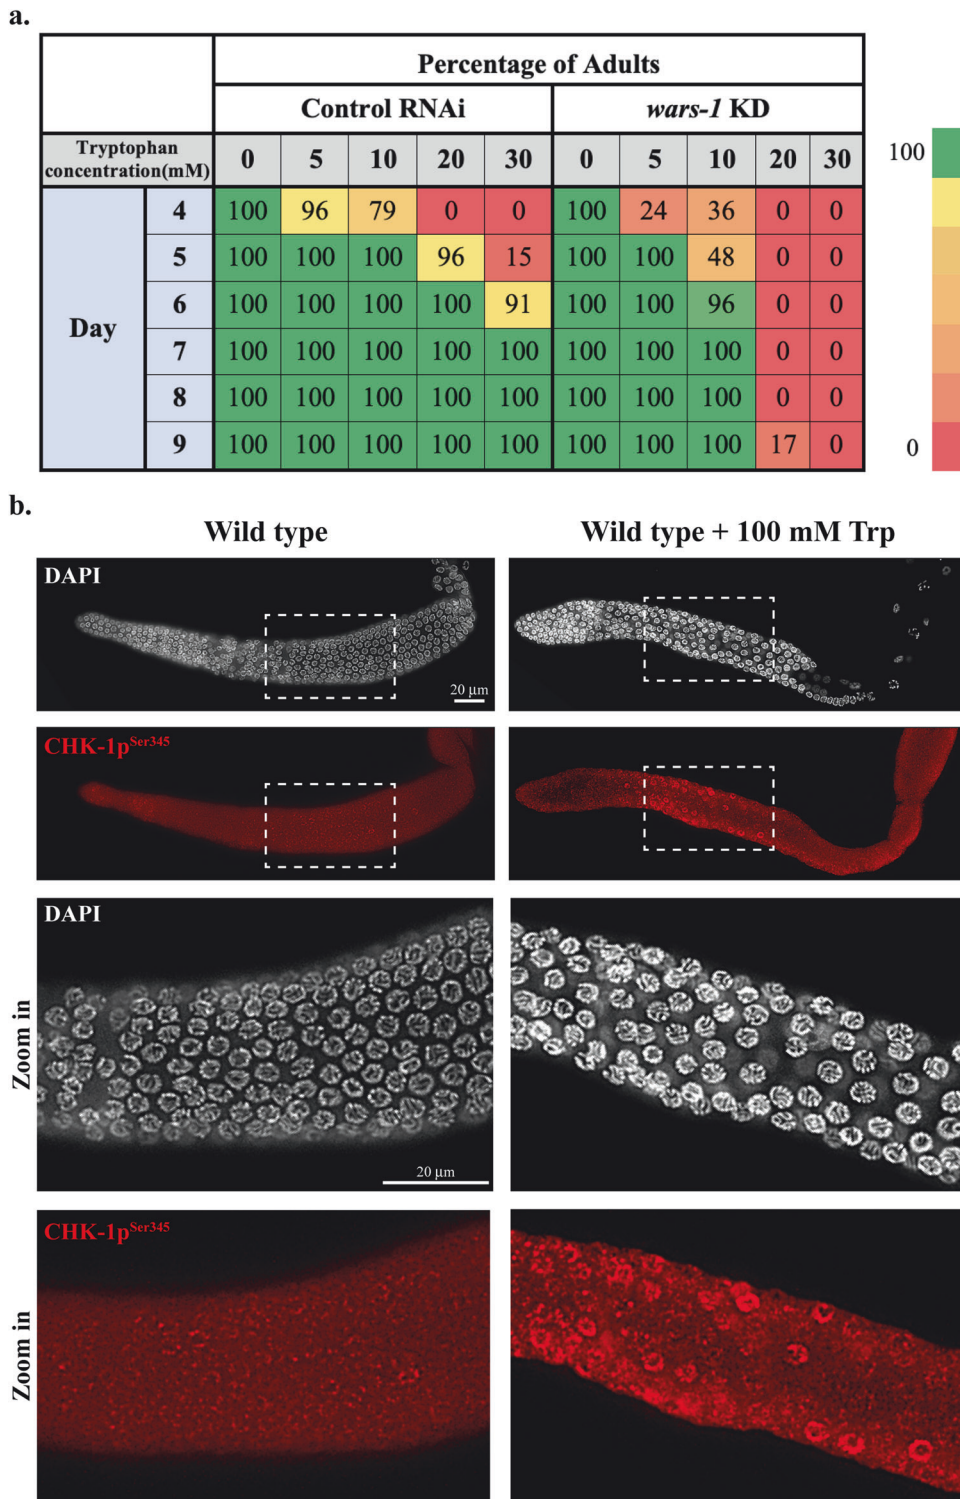 a.
Percentage of Adults
Control RNAi wars-1 KD
Tryptophan concentration(mM) 0 5 10 20 30 0 5 10 20 30
Day
4 100 96 79 0 0 100 24 36 0 0
5 100 100 100 96 15 100 100 48 0 0
6 100 100 100 100 91 100 100 96 0 0
7 100 100 100 100 100 100 100 100 0 0
8 100 100 100 100 100 100 100 100 0 0
9 100 100 100 100 100 100 100 100 17 0
100
0
b.
Wild type Wild type + 100 mM Trp
DAPI
20 µm
CHK-1pSer345
DAPI
Zoom in
20 µm
CHK-1pSer345
Zoom in